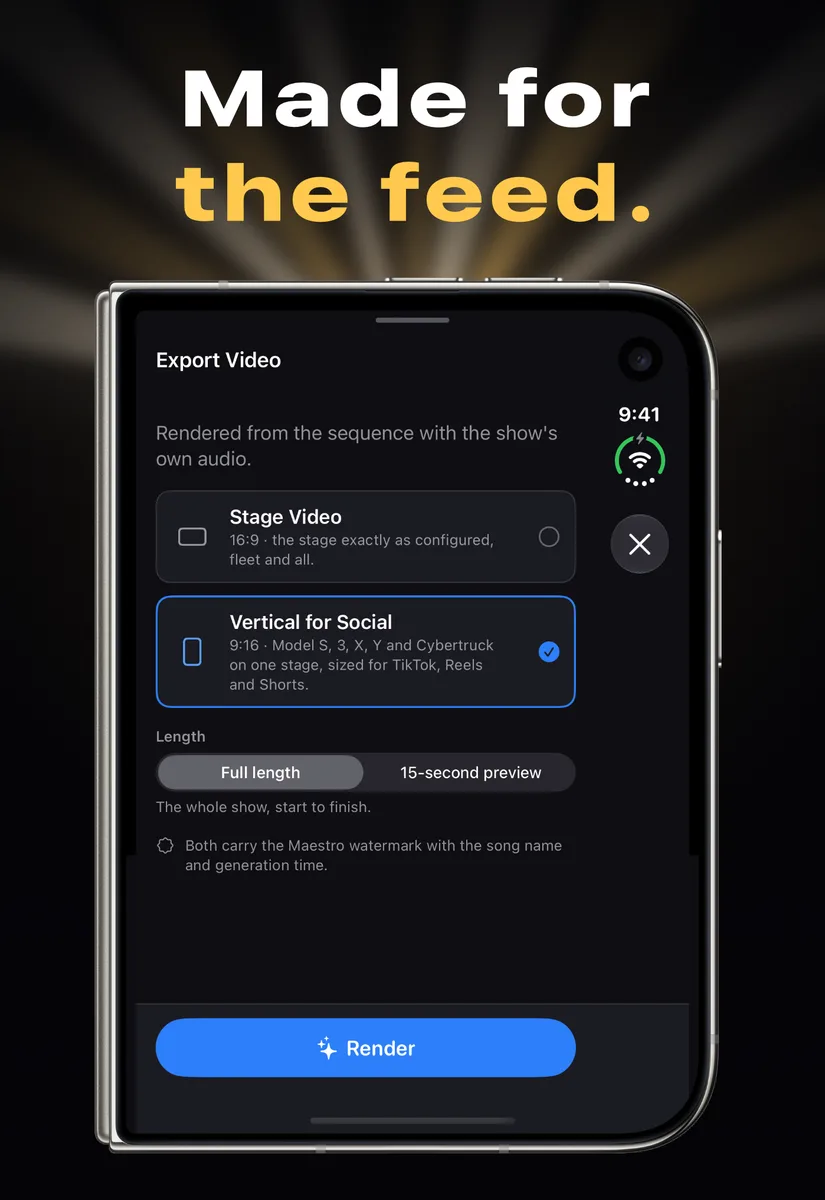 Made for
the feed.
Export Video
9:41
Rendered from the sequence with the show's
own audio.
Stage Video
16:9 · the stage exactly as configured,
fleet and all.
Vertical for Social
9:16 · Model S, 3, X, Y and Cybertruck
on one stage, sized for TikTok, Reels
and Shorts.
Length
Full length
15-second preview
The whole show, start to finish.
Both carry the Maestro watermark with the song name
and generation time.
Render